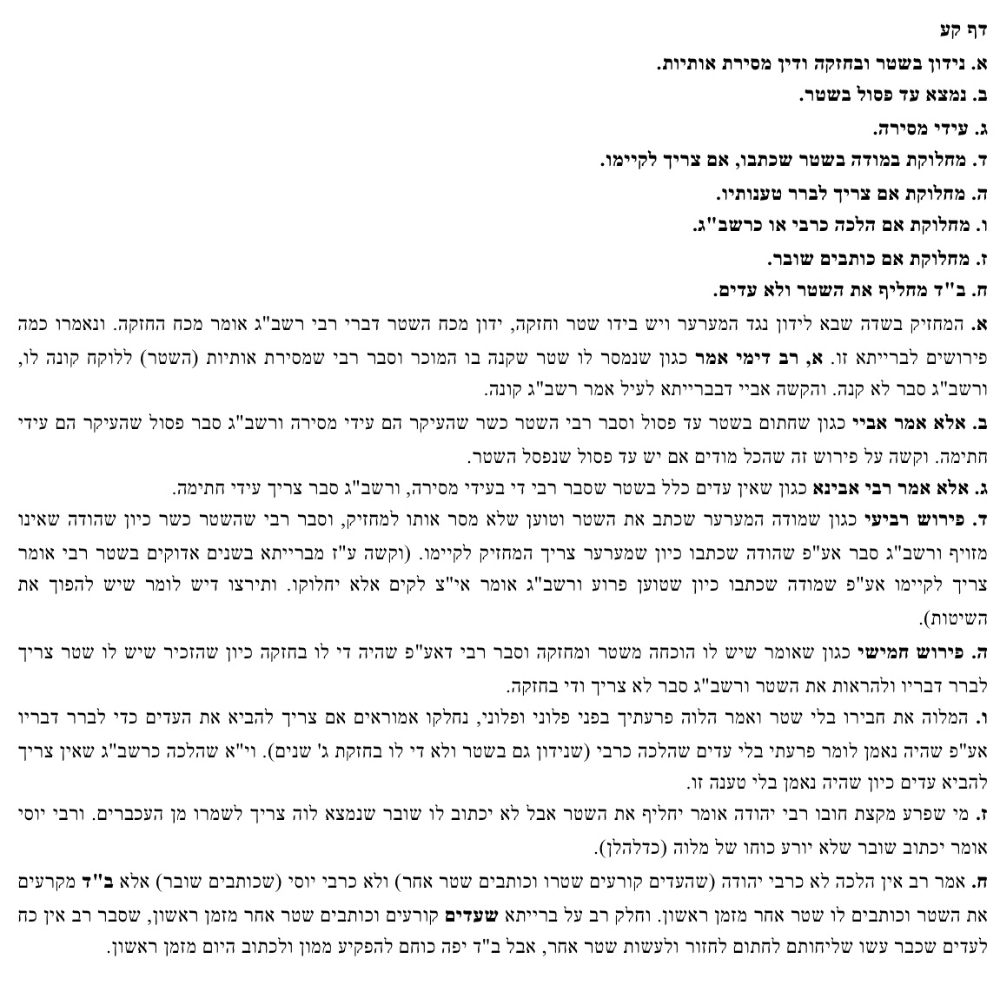 דף קע
א. נידון בשטר ובחזקה ודין מסירת אותיות.
ב. נמצא עד פסול בשטר.
ג. עידי מסירה.
ד. מחלוקת במודה בשטר שכתבו, אם צריך לקיימו.
ה. מחלוקת אם צריך לברר טענותיו.
ו. מחלוקת אם הלכה כרבי או כרשב"ג.
ז. מחלוקת אם כותבים שובר.
ח. ב"ד מחליף את השטר ולא עדים.
א. המחזיק בשדה שבא לידון נגד המערער ויש בידו שטר וחזקה, ידון מכח השטר דברי רבי רשב"ג אומר מכח החזקה. ונאמרו כמה
פירושים לברייתא זו. א, רב דימי אמר כגון שנמסר לו שטר שקנה בו המוכר וסבר רבי שמסירת אותיות (השטר) ללוקח קונה לו,
ורשב"ג סבר לא קנה. והקשה אביי דבברייתא לעיל אמר רשב"ג קונה.
ב. אלא אמר אביי כגון שחתום בשטר עד פסול וסבר רבי השטר כשר שהעיקר הם עידי מסירה ורשב"ג סבר פסול שהעיקר הם עידי
חתימה. וקשה על פירוש זה שהכל מודים אם יש עד פסול שנפסל השטר.
ג. אלא אמר רבי אבינא כגון שאין עדים כלל בשטר שסבר רבי די בעידי מסירה, ורשב"ג סבר צריך עידי חתימה.
ד. פירוש רביעי כגון שמודה המערער שכתב את השטר וטוען שלא מסר אותו למחזיק, וסבר רבי שהשטר כשר כיון שהודה שאינו
מזויף ורשב"ג סבר אע"פ שהודה שכתבו כיון שמערער צריך המחזיק לקיימו. (וקשה ע"ז מברייתא בשנים אדוקים בשטר רבי אומר
צריך לקיימו אע"פ שמודה שכתבו כיון שטוען פרוע ורשב"ג אומר אי"צ לקים אלא יחלוקו. ותירצו דיש לומר שיש להפוך את
השיטות).
ה. פירוש חמישי כגון שאומר שיש לו הוכחה משטר ומחזקה וסבר רבי דאע"פ שהיה די לו בחזקה כיון שהזכיר שיש לו שטר צריך
לברר דבריו ולהראות את השטר ורשב"ג סבר לא צריך ודי בחזקה.
ו. המלוה את חבירו בלי שטר ואמר הלוה פרעתיך בפני פלוני ופלוני, נחלקו אמוראים אם צריך להביא את העדים כדי לברר דבריו
אע"פ שהיה נאמן לומר פרעתי בלי עדים שהלכה כרבי (שנידון גם בשטר ולא די לו בחזקת ג' שנים). וי"א שהלכה כרשב"ג שאין צריך
להביא עדים כיון שהיה נאמן בלי טענה זו.
ז. מי שפרע מקצת חובו רבי יהודה אומר יחליף את השטר אבל לא יכתוב לו שובר שנמצא לוה צריך לשמרו מן העכברים. ורבי יוסי
אומר יכתוב שובר שלא יורע כוחו של מלוה (כדלהלן).
ח. אמר רב אין הלכה לא כרבי יהודה (שהעדים קורעים שטרו וכותבים שטר אחר) ולא כרבי יוסי (שכותבים שובר) אלא ב"ד מקרעים
את השטר וכותבים לו שטר אחר מזמן ראשון. וחלק רב על ברייתא שעדים קורעים וכותבים שטר אחר מזמן ראשון, שסבר רב אין כח
לעדים שכבר עשו שליחותם לחתום לחזור ולעשות שטר אחר, אבל ב"ד יפה כוחם להפקיע ממון ולכתוב היום מזמן ראשון.